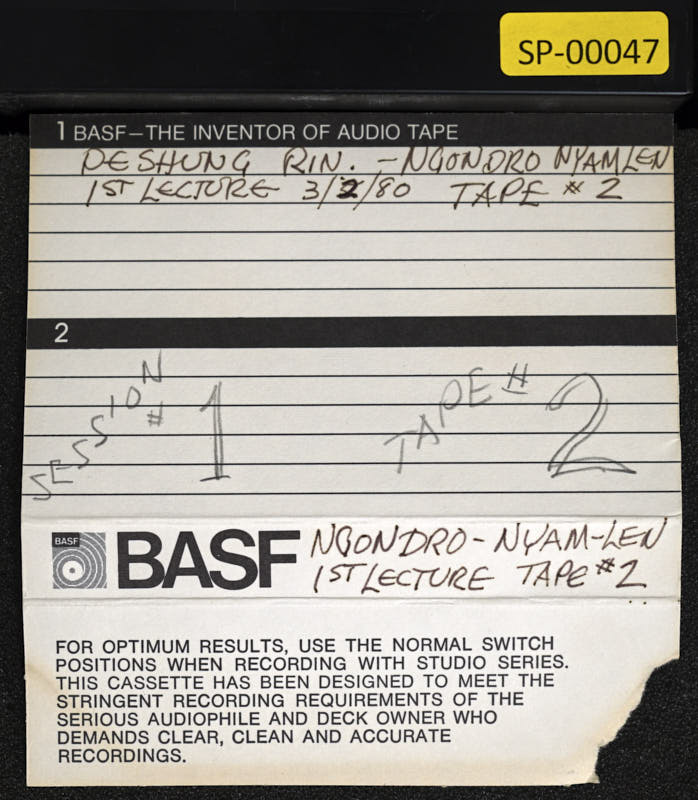 SP-00047
1 BASF–THE INVENTOR OF AUDIO TAPE
DESHUNG RIN. – NGONDRO NYAMLEN
1ST LECTURE 3/2/80 TAPE # 2
2
SESSION # 1 TAPE # 2
BASF BASF NGONDRO-NYAM-LEN
1ST LECTURE TAPE #2
FOR OPTIMUM RESULTS, USE THE NORMAL SWITCH
POSITIONS WHEN RECORDING WITH STUDIO SERIES.
THIS CASSETTE HAS BEEN DESIGNED TO MEET THE
STRINGENT RECORDING REQUIREMENTS OF THE
SERIOUS AUDIOPHILE AND DECK OWNER WHO
DEMANDS CLEAR, CLEAN AND ACCURATE
RECORDINGS.